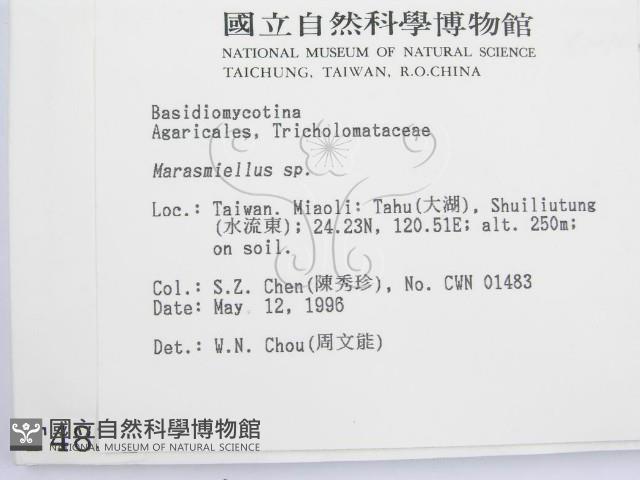 國立自然科學博物館
NATIONAL MUSEUM OF NATURAL SCIENCE
TAICHUNG, TAIWAN, R.O.CHINA
Basidiomycotina
Agaricales, Tricholomataceae
Marasmiellus sp.
Loc.: Taiwan. Miaoli: Tahu(大湖), Shuiliutung
(水流東); 24.23N, 120.51E; alt. 250m;
on soil.
Col.: S.Z. Chen(陳秀珍), No. CWN 01483
Date: May 12, 1996
Det.: W.N. Chou(周文能)
48
國立自然科學博物館
NATIONAL MUSEUM OF NATURAL SCIENCE